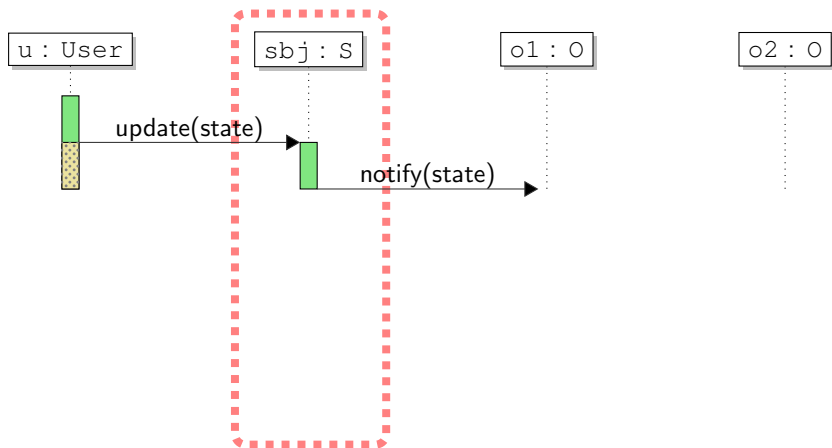 u : User
sbj : S
o1 : O
o2 : O
update(state)
notify(state)